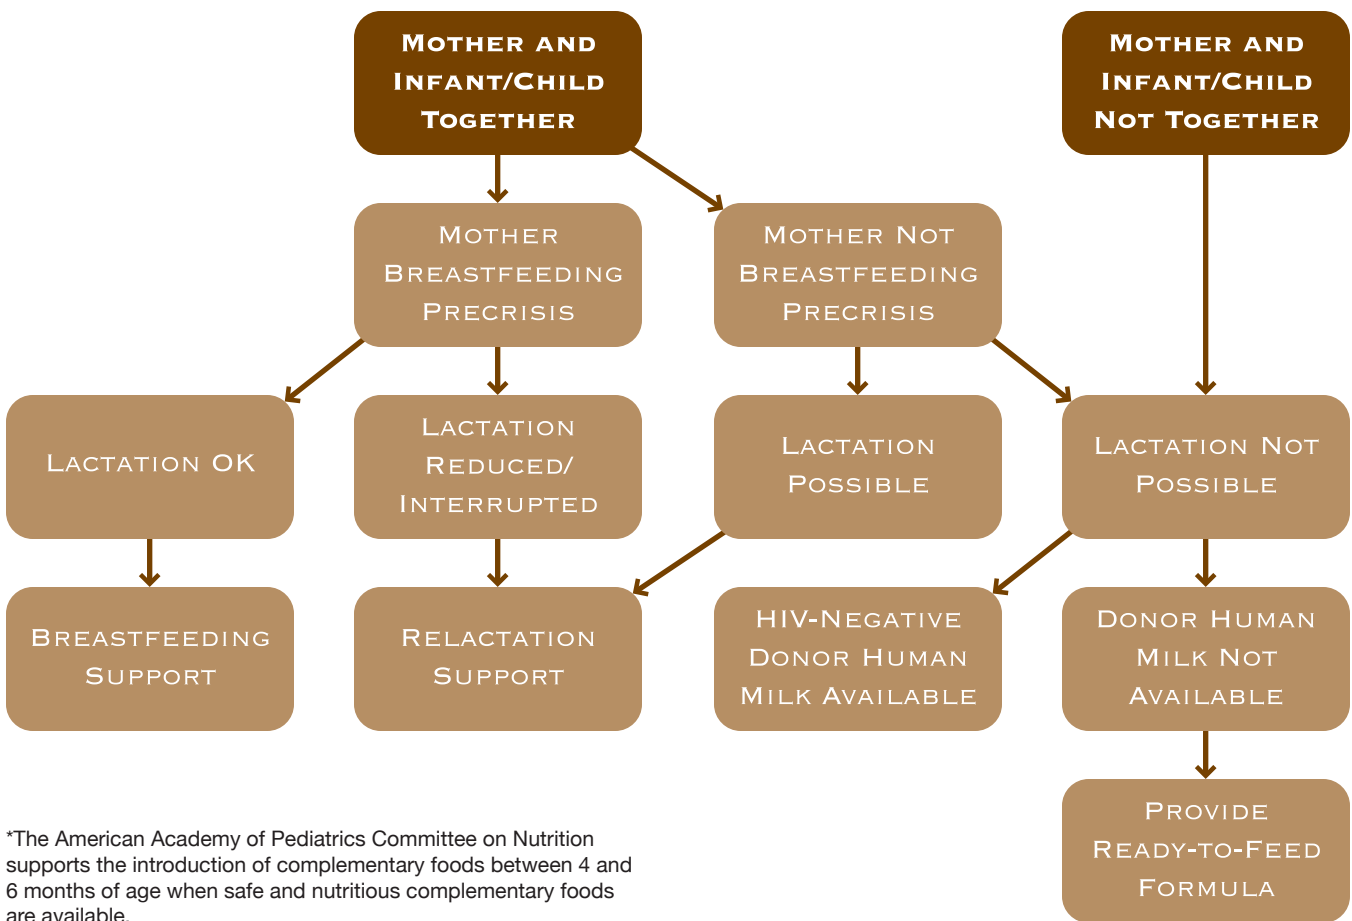 MOTHER AND
INFANT/CHILD
TOGETHER
MOTHER AND
INFANT/CHILD
NOT TOGETHER
MOTHER
BREASTFEEDING
PRECRISIS
MOTHER NOT
BREASTFEEDING
PRECRISIS
LACTATION OK
LACTATION
REDUCED/
INTERRUPTED
LACTATION
POSSIBLE
LACTATION NOT
POSSIBLE
BREASTFEEDING
SUPPORT
RELACTATION
SUPPORT
HIV-NEGATIVE
DONOR HUMAN
MILK AVAILABLE
DONOR HUMAN
MILK NOT
AVAILABLE
PROVIDE
READY-TO-FEED
FORMULA
*The American Academy of Pediatrics Committee on Nutrition
supports the introduction of complementary foods between 4 and
6 months of age when safe and nutritious complementary foods
are available.